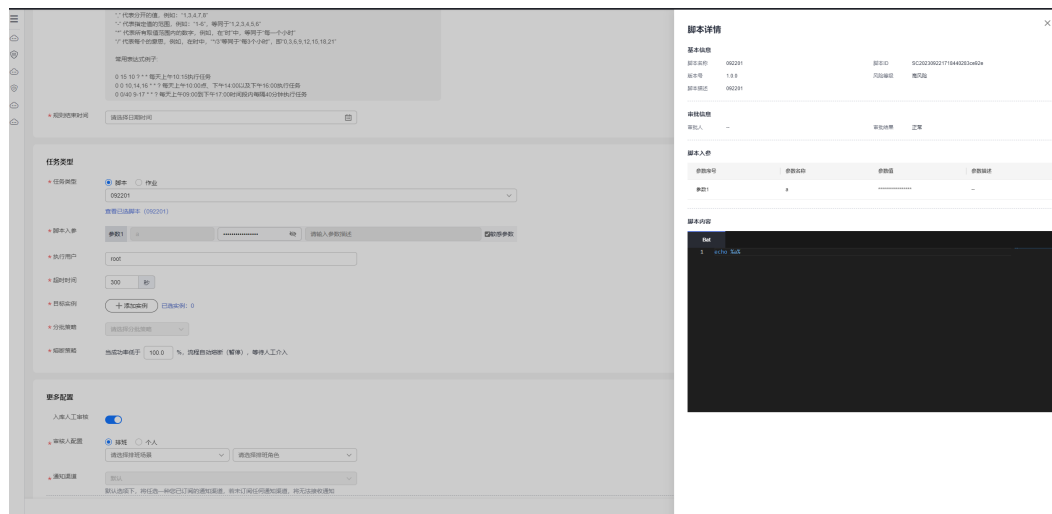 "," 代表分开的值，例如："1,3,4,7,8"
"-" 代表指定值的范围，例如："1-6"，等同于"1,2,3,4,5,6"
"*" 代表所有取值范围内的数字，例如，在"时"中，等同于"每一个小时"
"/" 代表每个的意思，例如，在时中，"*/3"等同于"每3个小时"，即"0,3,6,9,12,15,18,21"
常用表达式例子:
0 15 10 ? * * 每天上午10:15执行任务
0 0 10,14,16 * * ? 每天上午10:00点，下午14:00以及下午16:00执行任务
0 0/40 9-17 * * ? 每天上午09:00到下午17:00时间段内每隔40分钟执行任务
* 规则结束时间 请选择日期时间
任务类型
* 任务类型 脚本 作业
092201
查看已选脚本（092201）
* 脚本入参 参数1 a •••••••••••••••• 请输入参数描述 敏感参数
* 执行用户 root
* 超时时间 300 秒
* 目标实例 添加实例 已选实例：0
* 分批策略 请选择分批策略
* 熔断策略 当成功率低于 100.0 %，流程自动熔断（暂停），等待人工介入
更多配置
人工审核
* 审核人配置 排班 个人
请选择排班场景 请选择排班角色
* 通知渠道 默认
默认选项下，将任选一种您已订阅的通知渠道，若未订阅任何通知渠道，将无法接收通知
脚本详情
基本信息
脚本名称 092201 脚本ID
版本号 1.0.0 风险等级 高风险
脚本描述 092201
审批信息
审批人 -- 审批结果 正常
脚本入参
参数序号 参数名称 参数值 参数描述
参数1 a **************** --
脚本内容
Bat
1 echo %a%